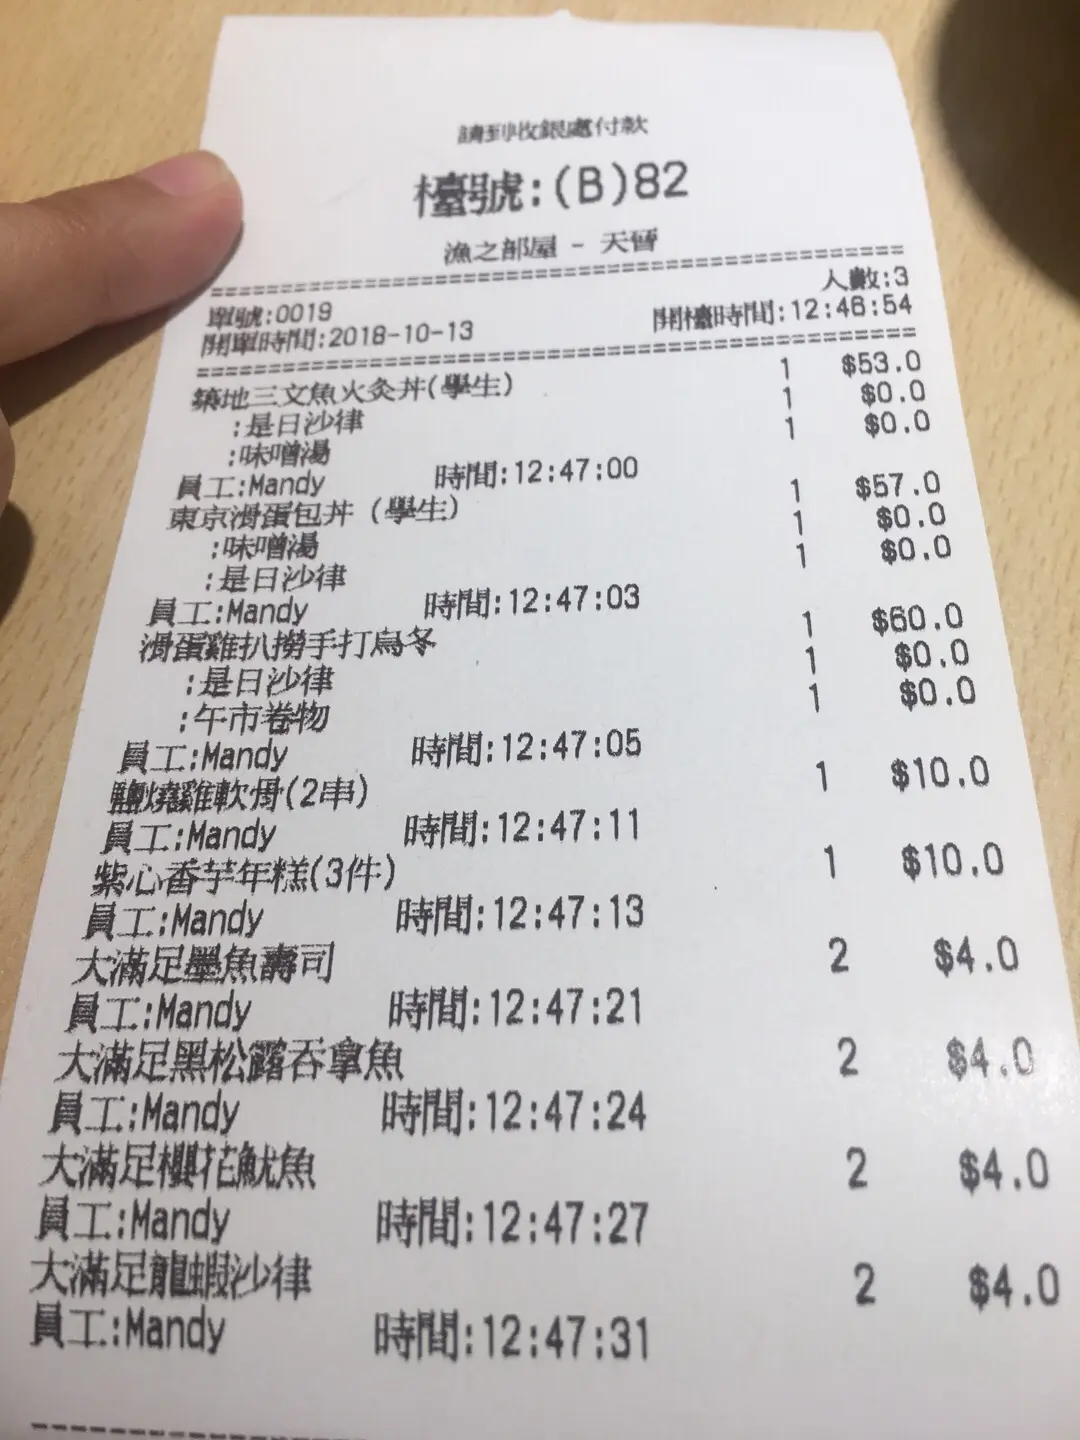 請到收銀處付款
檯號:(B)82
漁之部屋 - 天晉
人數:3
單號:0019
開單時間:2018-10-13 開檯時間:12:46:54
築地三文魚火灸丼(學生) 1 $53.0
:是日沙律 1 $0.0
:味噌湯 1 $0.0
員工:Mandy 時間:12:47:00
東京滑蛋包丼 (學生) 1 $57.0
:味噌湯 1 $0.0
:是日沙律 1 $0.0
員工:Mandy 時間:12:47:03
滑蛋雞扒撈手打烏冬 1 $60.0
:是日沙律 1 $0.0
:午市卷物 1 $0.0
員工:Mandy 時間:12:47:05
鹽燒雞軟骨(2串) 1 $10.0
員工:Mandy 時間:12:47:11
紫心香芋年糕(3件) 1 $10.0
員工:Mandy 時間:12:47:13
大滿足墨魚壽司 2 $4.0
員工:Mandy 時間:12:47:21
大滿足黑松露吞拿魚 2 $4.0
員工:Mandy 時間:12:47:24
大滿足櫻花魷魚 2 $4.0
員工:Mandy 時間:12:47:27
大滿足龍蝦沙律 2 $4.0
員工:Mandy 時間:12:47:31